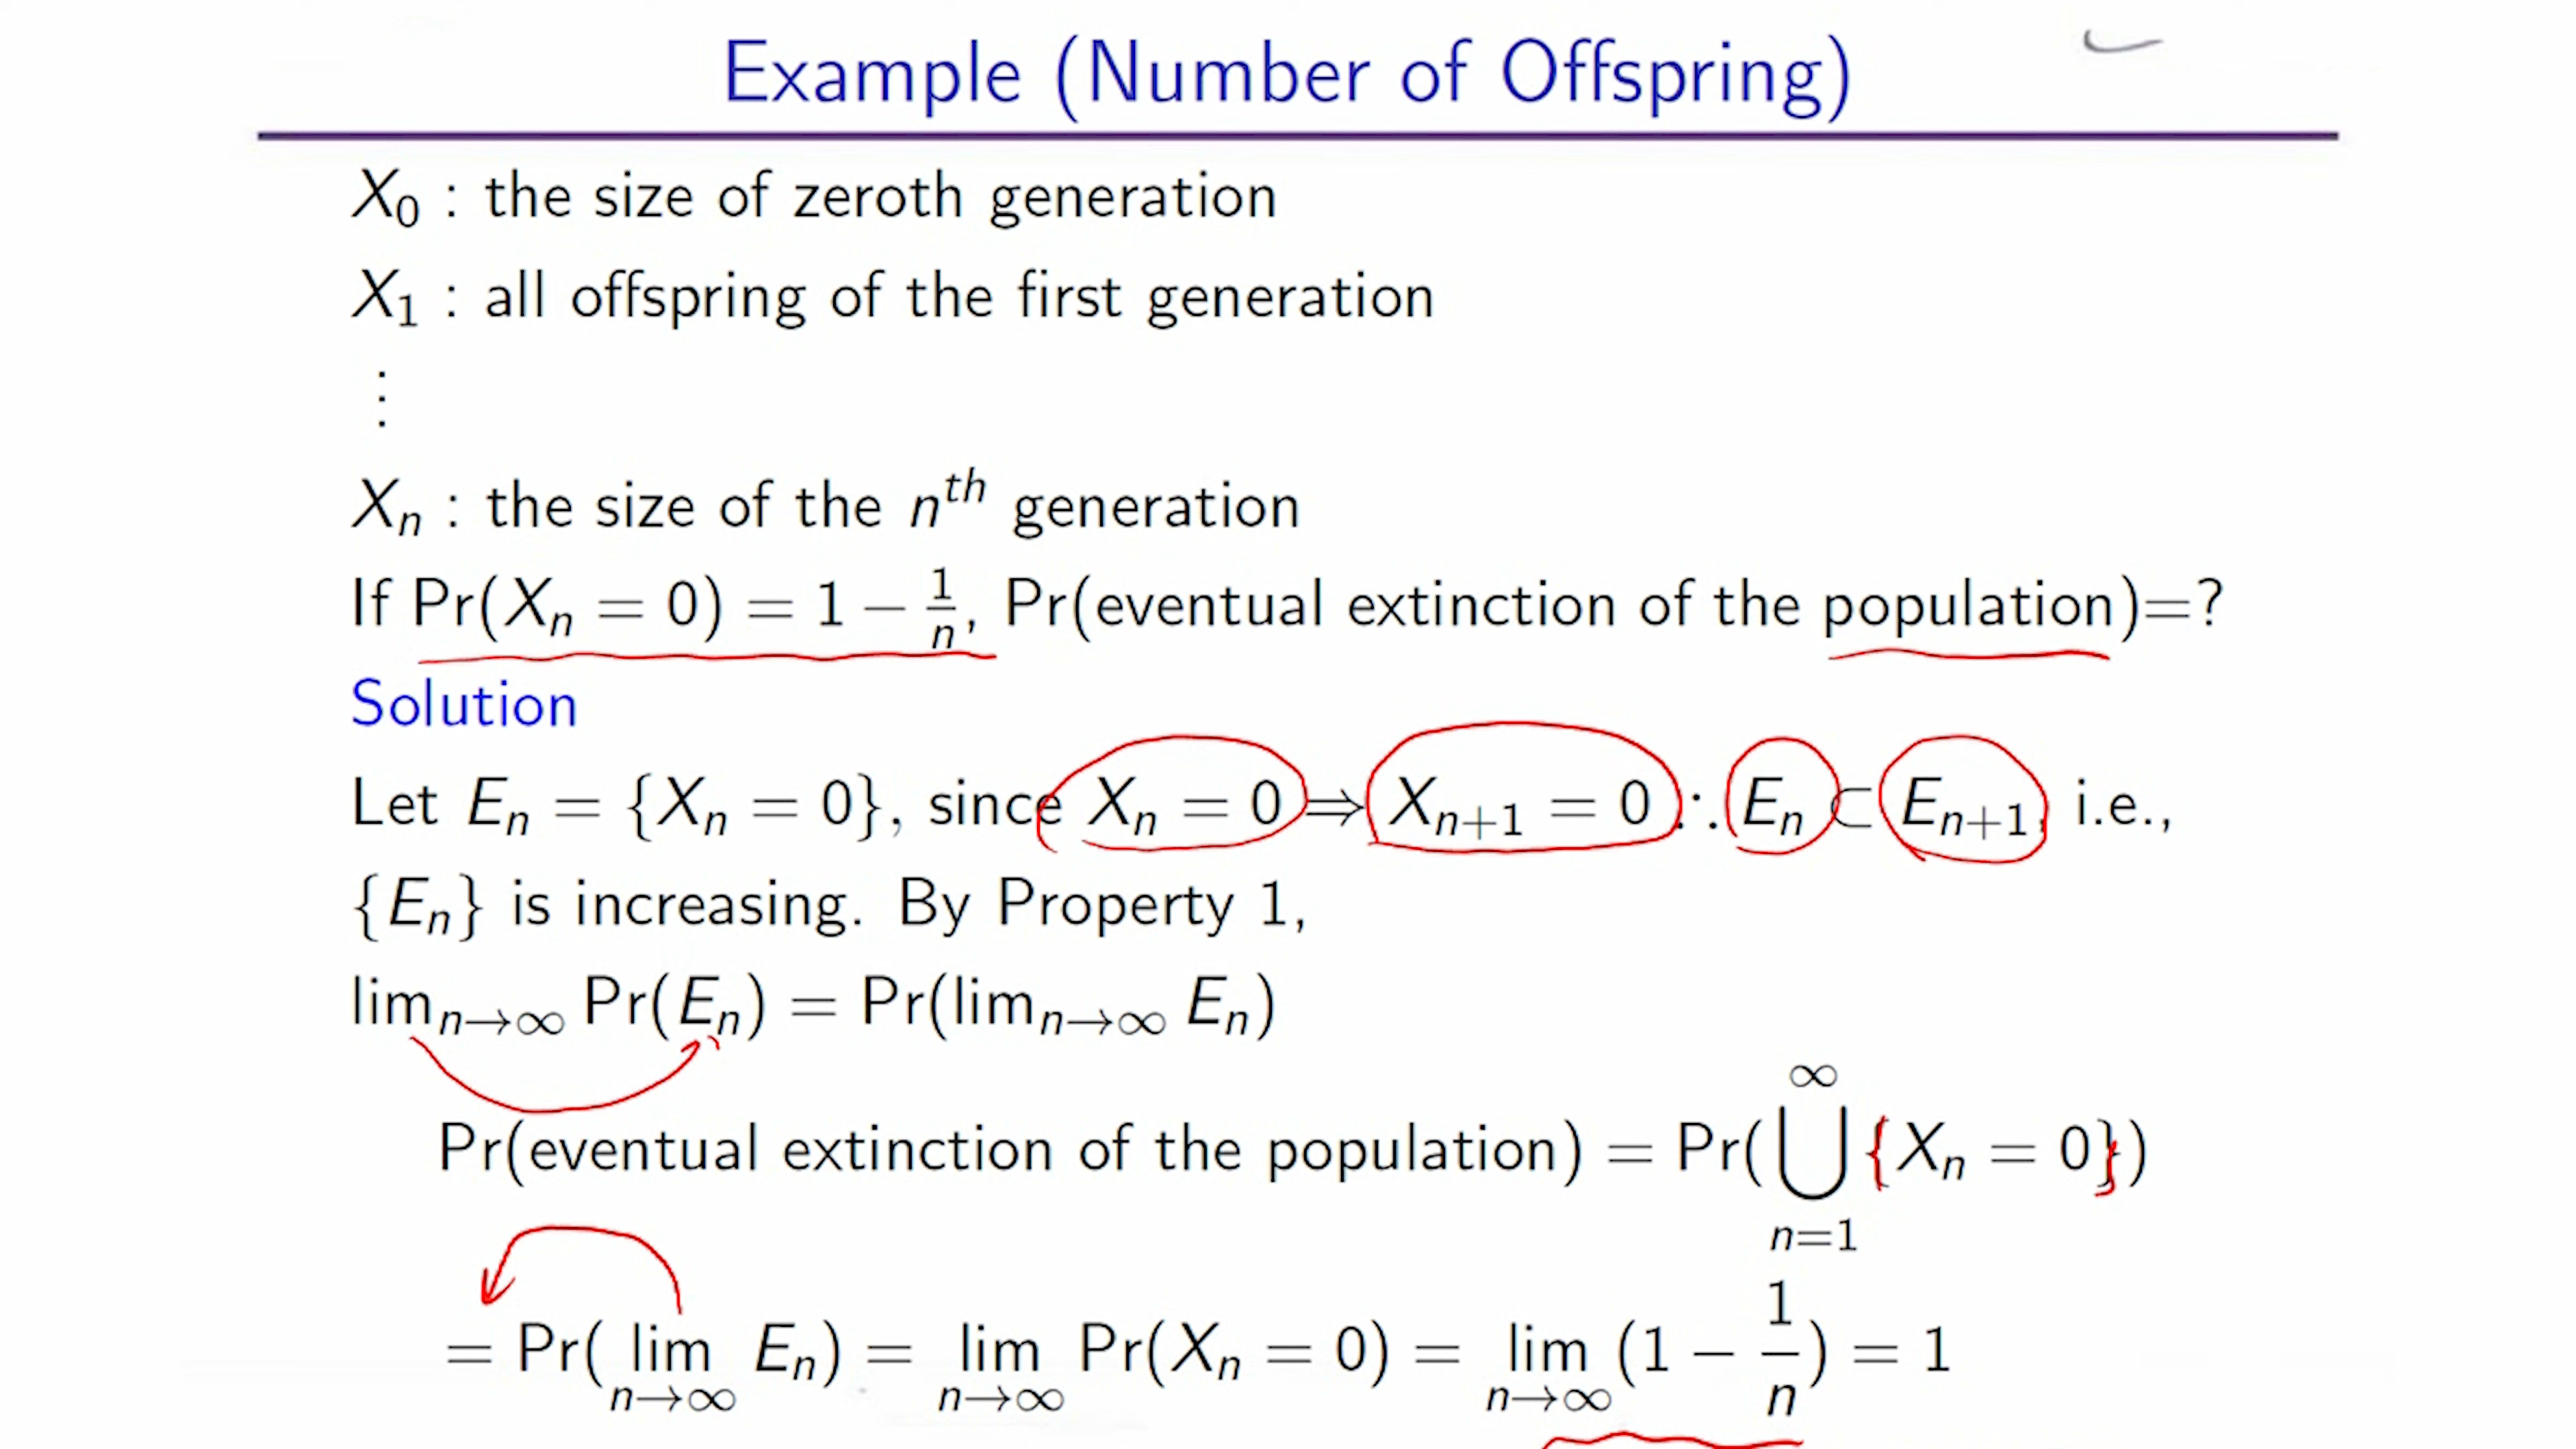 Example (Number of Offspring)
X₀ : the size of zeroth generation
X₁ : all offspring of the first generation
⋮
Xₙ : the size of the nᵗʰ generation
If Pr(Xₙ = 0) = 1 − 1/n, Pr(eventual extinction of the population)=?
Solution
Let Eₙ = {Xₙ = 0}, since Xₙ = 0 ⇒ Xₙ₊₁ = 0 ∴ Eₙ ⊂ Eₙ₊₁, i.e.,
{Eₙ} is increasing. By Property 1,
limₙ→∞ Pr(Eₙ) = Pr(limₙ→∞ Eₙ)
Pr(eventual extinction of the population) = Pr(⋃_{n=1}^{∞} {Xₙ = 0})
= Pr(lim_{n→∞} Eₙ) = lim_{n→∞} Pr(Xₙ = 0) = lim_{n→∞} (1 − 1/n) = 1